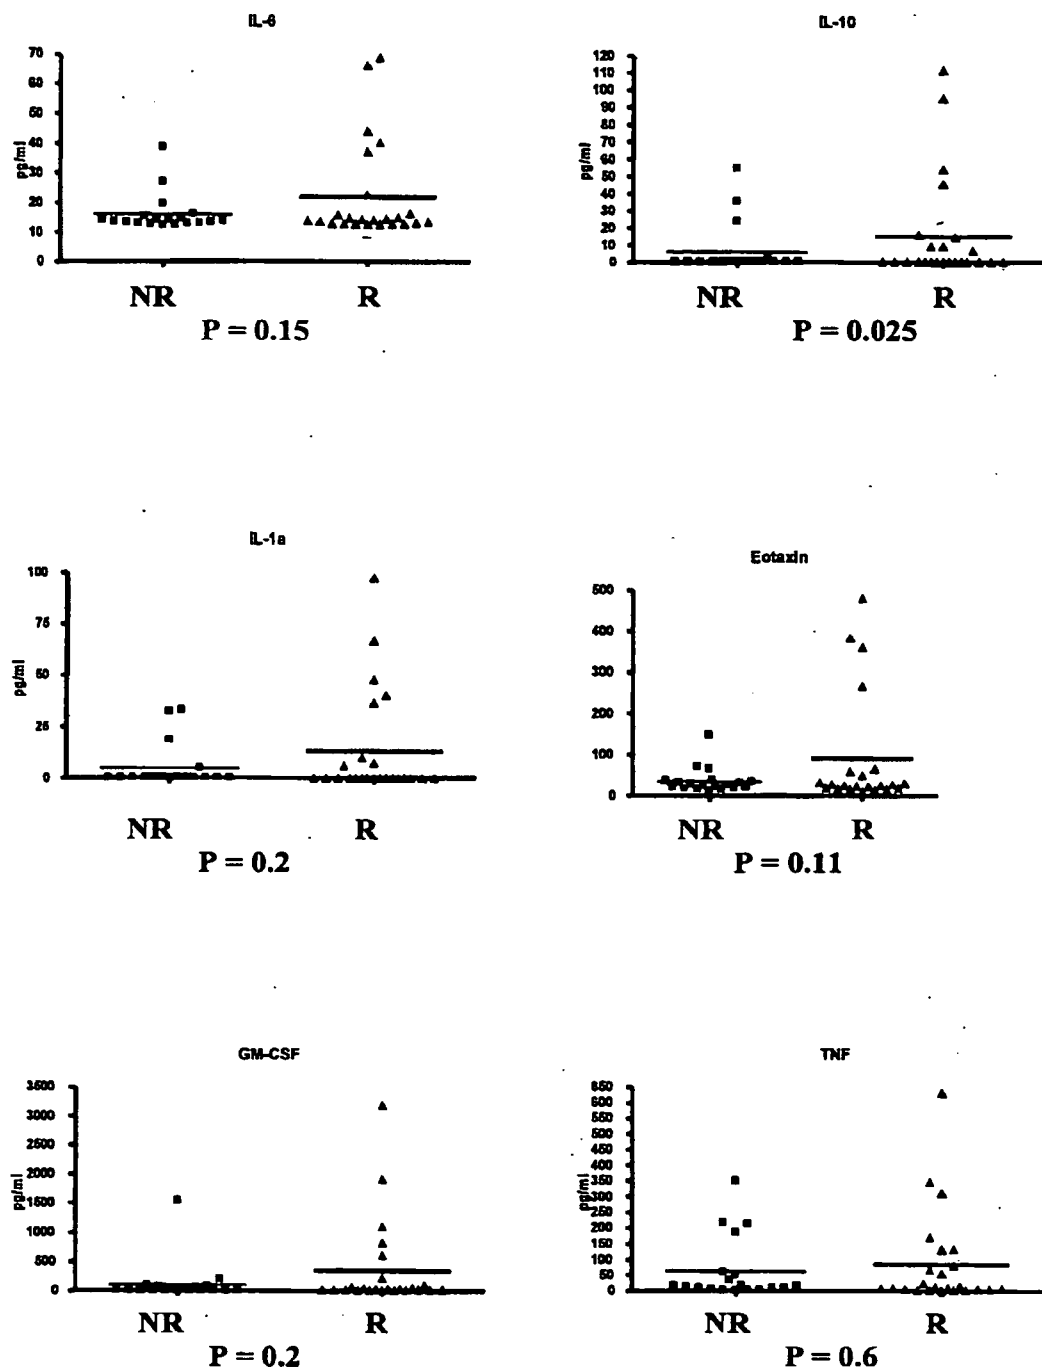 IL-6
70
60
50
40
30
20
10
0
pg/ml
NR R
P = 0.15
IL-10
120
110
100
90
80
70
60
50
40
30
20
10
0
pg/ml
NR R
P = 0.025
IL-1a
100
75
50
25
0
pg/ml
NR R
P = 0.2
Eotaxin
500
400
300
200
100
0
NR R
P = 0.11
GM-CSF
3500
3000
2500
2000
1500
1000
500
0
pg/ml
NR R
P = 0.2
TNF
650
600
550
500
450
400
350
300
250
200
150
100
50
0
pg/ml
NR R
P = 0.6